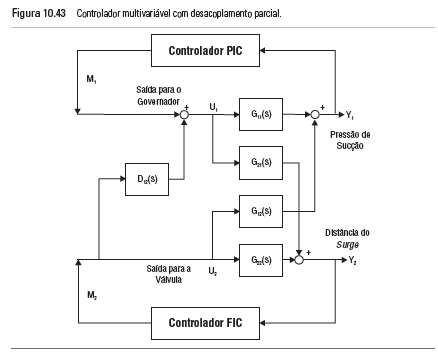 Figura 10.43 Controlador multivariável com desacoplamento parcial.
Controlador PIC
M₁
Saída para o
Governador
+
U₁
G₁₁(s)
+
Y₁
Pressão de
Sucção
G₂₁(s)
D₁₂(s)
G₁₂(s)
Distância do
Surge
+
G₂₂(s)
Y₂
Saída para a
Válvula
U₂
M₂
Controlador FIC